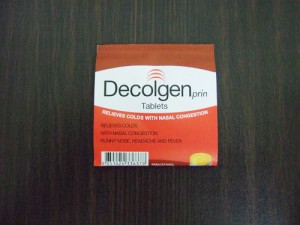 Decolgen prin
Tablets
RELIEVES COLDS WITH NASAL CONGESTION
RELIEVES COLDS
WITH NASAL CONGESTION,
RUNNY NOSE, HEADACHE AND FEVER.